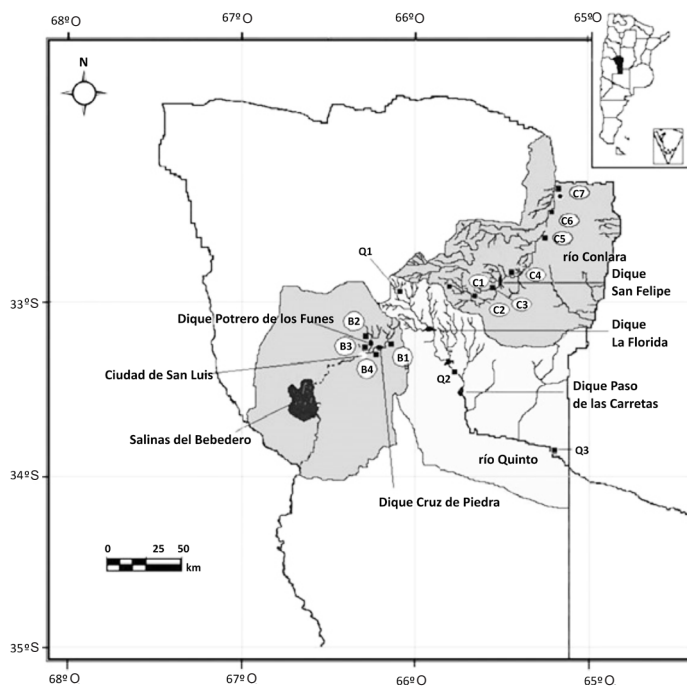 68ºO 67ºO 66ºO 65ºO
N
C7
C6
C5
Q1
río Conlara
C1
C4
Dique
San Felipe
C3
C2
33ºS
B2
Dique Potrero de los Funes
Dique
La Florida
B3
B1
Ciudad de San Luis
B4
Q2
Dique Paso
de las Carretas
Salinas del Bebedero
Q3
río Quinto
34ºS
Dique Cruz de Piedra
0 25 50
km
35ºS
68ºO 67ºO 66ºO 65ºO